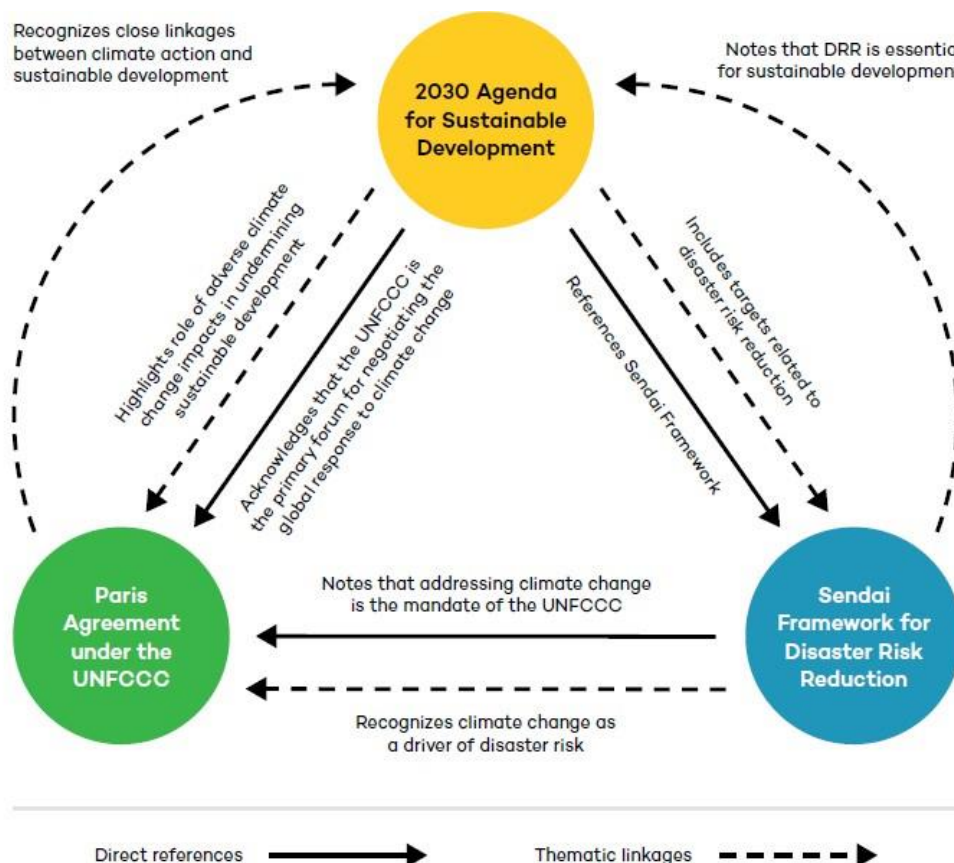 Recognizes close linkages
between climate action and
sustainable development
Notes that DRR is essentia
for sustainable developmen
2030 Agenda
for Sustainable
Development
Highlights role of adverse climate
change impacts in undermining
sustainable development
Acknowledges that the UNFCCC is
the primary forum for negotiating the
global response to climate change
References Sendai Framework
Includes targets related to
disaster risk reduction
Paris
Agreement
under the
UNFCCC
Notes that addressing climate change
is the mandate of the UNFCCC
Recognizes climate change as
a driver of disaster risk
Sendai
Framework for
Disaster Risk
Reduction
Direct references
Thematic linkages